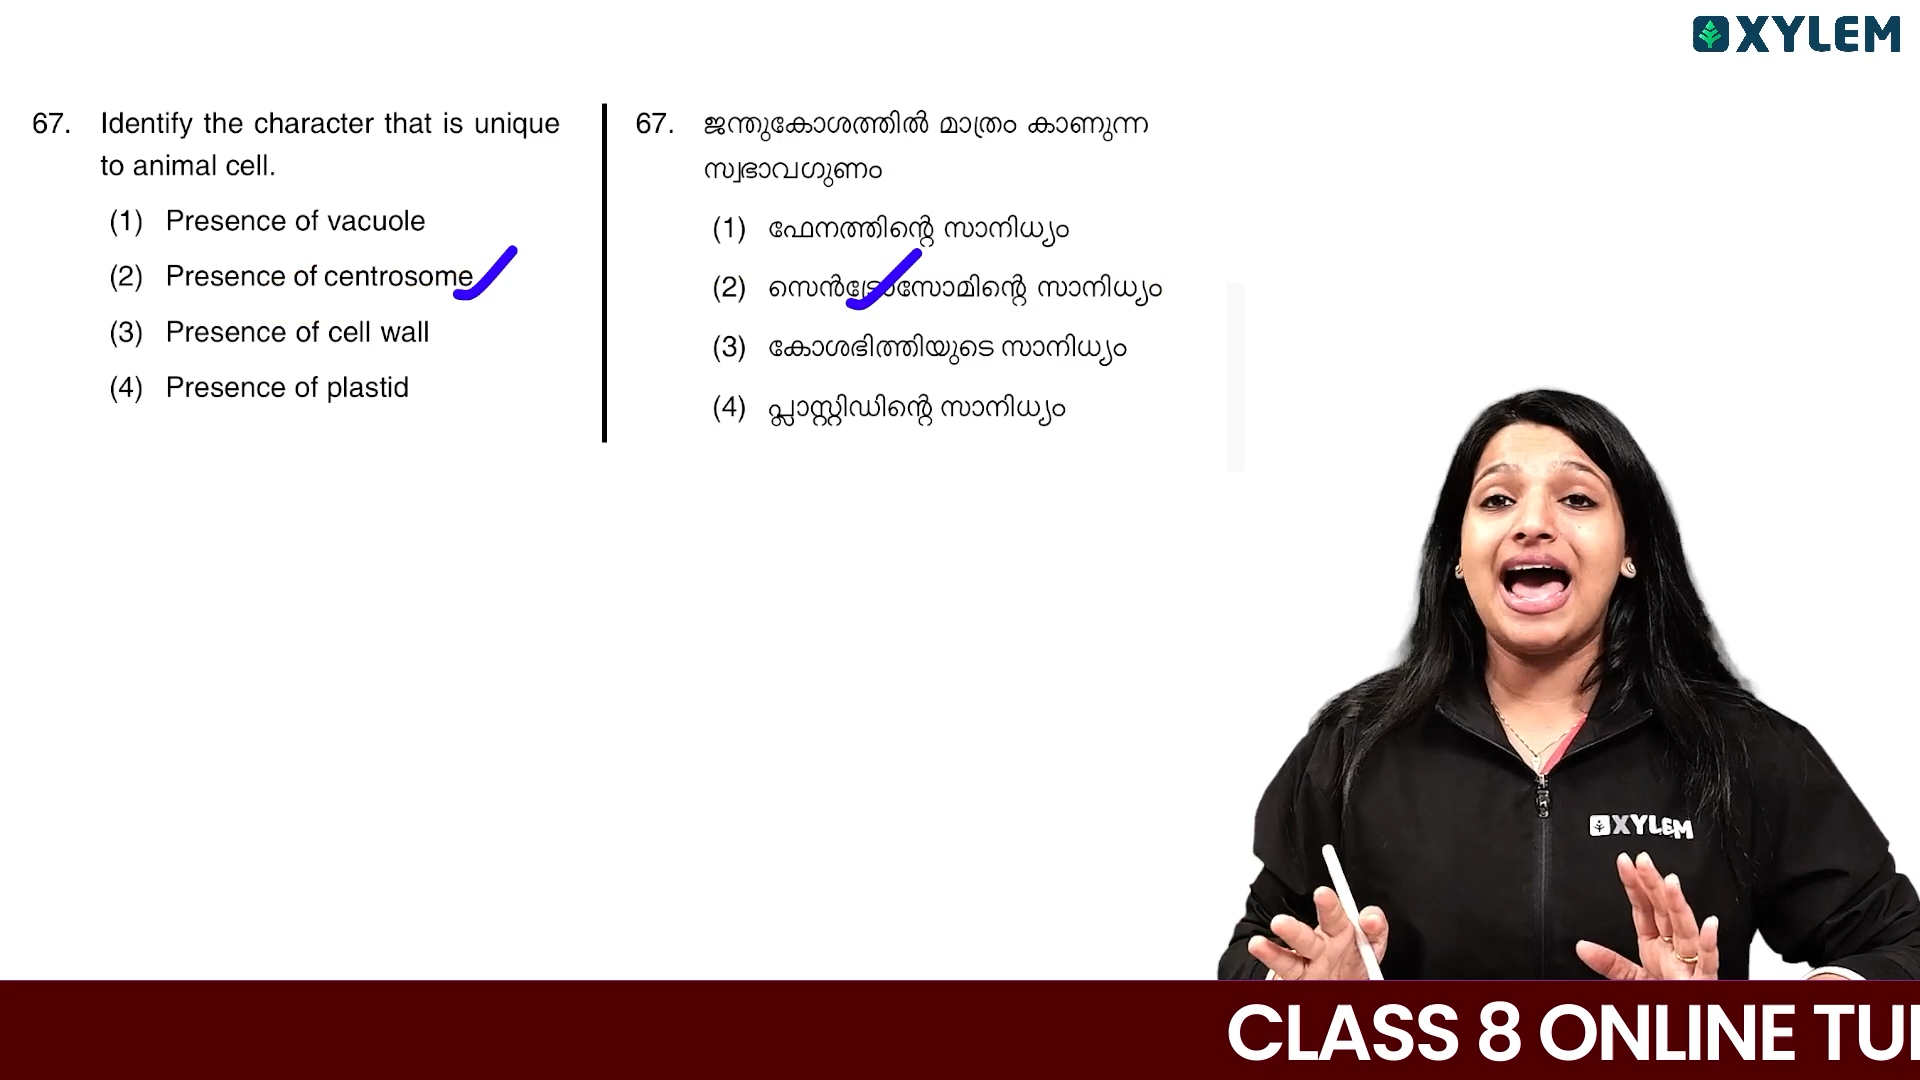 XYLEM
67. Identify the character that is unique
to animal cell.
(1) Presence of vacuole
(2) Presence of centrosome
(3) Presence of cell wall
(4) Presence of plastid
67. ജന്തുകോശത്തിൽ മാത്രം കാണുന്ന
സ്വഭാവഗുണം
(1) ഫേനത്തിന്റെ സാനിധ്യം
(2) സെൻട്രോസോമിന്റെ സാനിധ്യം
(3) കോശഭിത്തിയുടെ സാനിധ്യം
(4) പ്ലാസ്റ്റിഡിന്റെ സാനിധ്യം
XYLEM
CLASS 8 ONLINE TUI